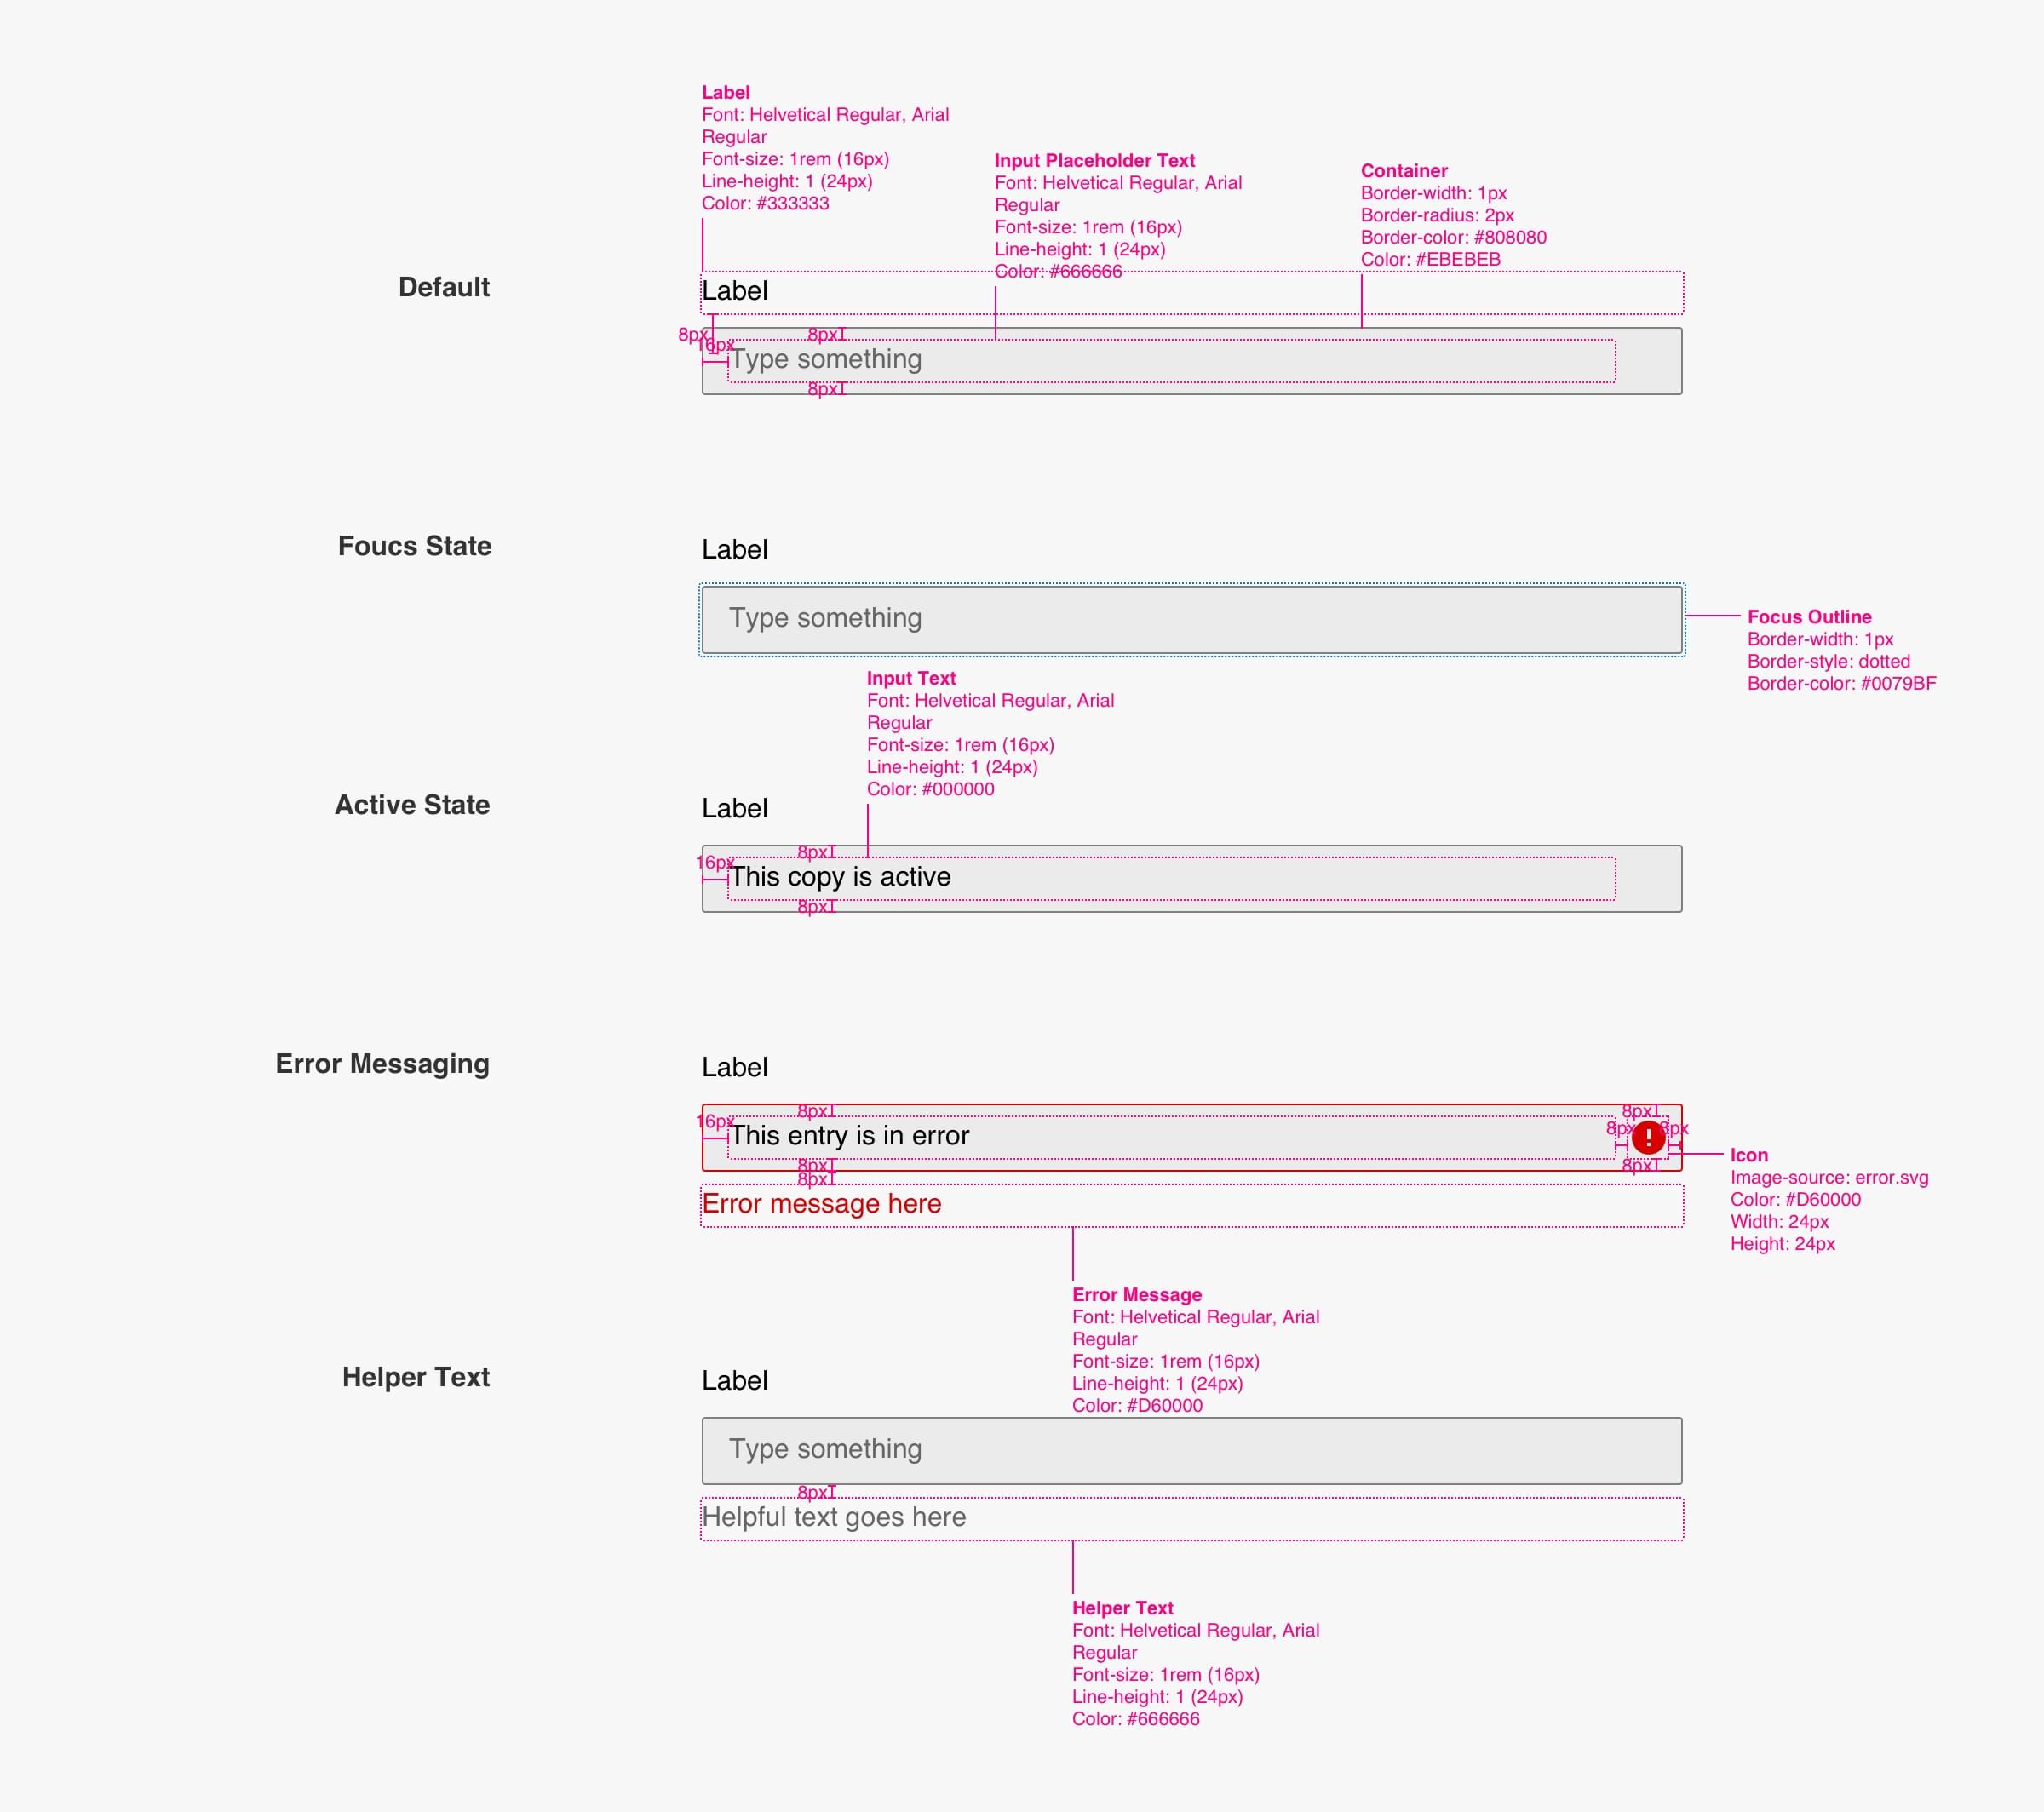 Label
Font: Helvetical Regular, Arial
Regular
Font-size: 1rem (16px)
Line-height: 1 (24px)
Color: #333333
Input Placeholder Text
Font: Helvetical Regular, Arial
Regular
Font-size: 1rem (16px)
Line-height: 1 (24px)
Color: #666666
Container
Border-width: 1px
Border-radius: 2px
Border-color: #808080
Color: #EBEBEB
Default
Label
8px
16px
8px
Type something
8px
Foucs State
Label
Type something
Focus Outline
Border-width: 1px
Border-style: dotted
Border-color: #0079BF
Input Text
Font: Helvetical Regular, Arial
Regular
Font-size: 1rem (16px)
Line-height: 1 (24px)
Color: #000000
Active State
Label
16px
8px
This copy is active
8px
Error Messaging
Label
16px
8px
This entry is in error
8px
8px
8px
8px
8px
8px
Error message here
Icon
Image-source: error.svg
Color: #D60000
Width: 24px
Height: 24px
Error Message
Font: Helvetical Regular, Arial
Regular
Font-size: 1rem (16px)
Line-height: 1 (24px)
Color: #D60000
Helper Text
Label
Type something
8px
Helpful text goes here
Helper Text
Font: Helvetical Regular, Arial
Regular
Font-size: 1rem (16px)
Line-height: 1 (24px)
Color: #666666